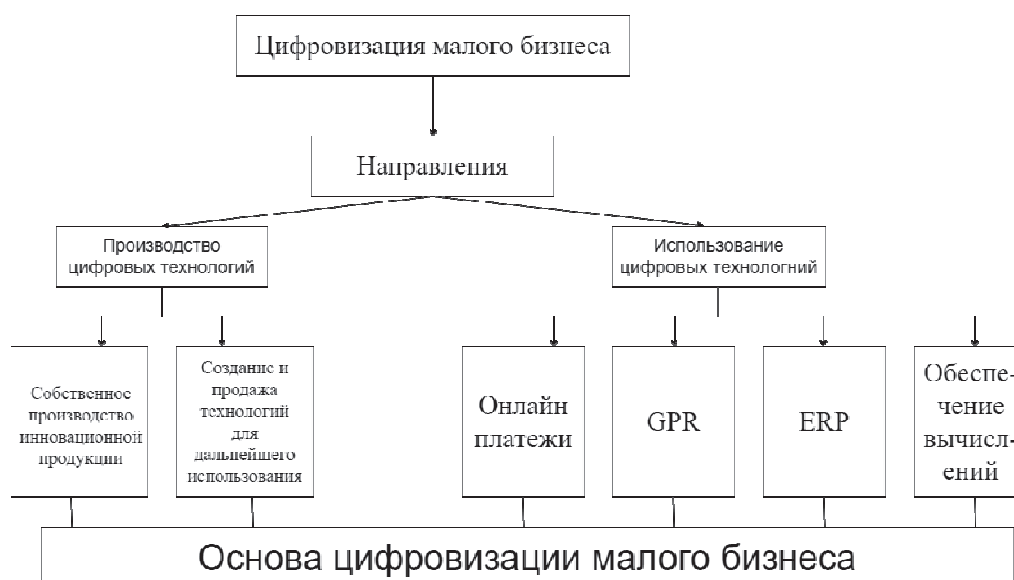 Цифровизация малого бизнеса
Направления
Производство
цифровых технологий
Использование
цифровых технологний
Собственное
производство
инновационной
продукции
Создание и
продажа
технологий
для
дальнейшего
использования
Онлайн
платежи
GPR
ERP
Обеспе-
чение
вычисл-
ений
Основа цифровизации малого бизнеса